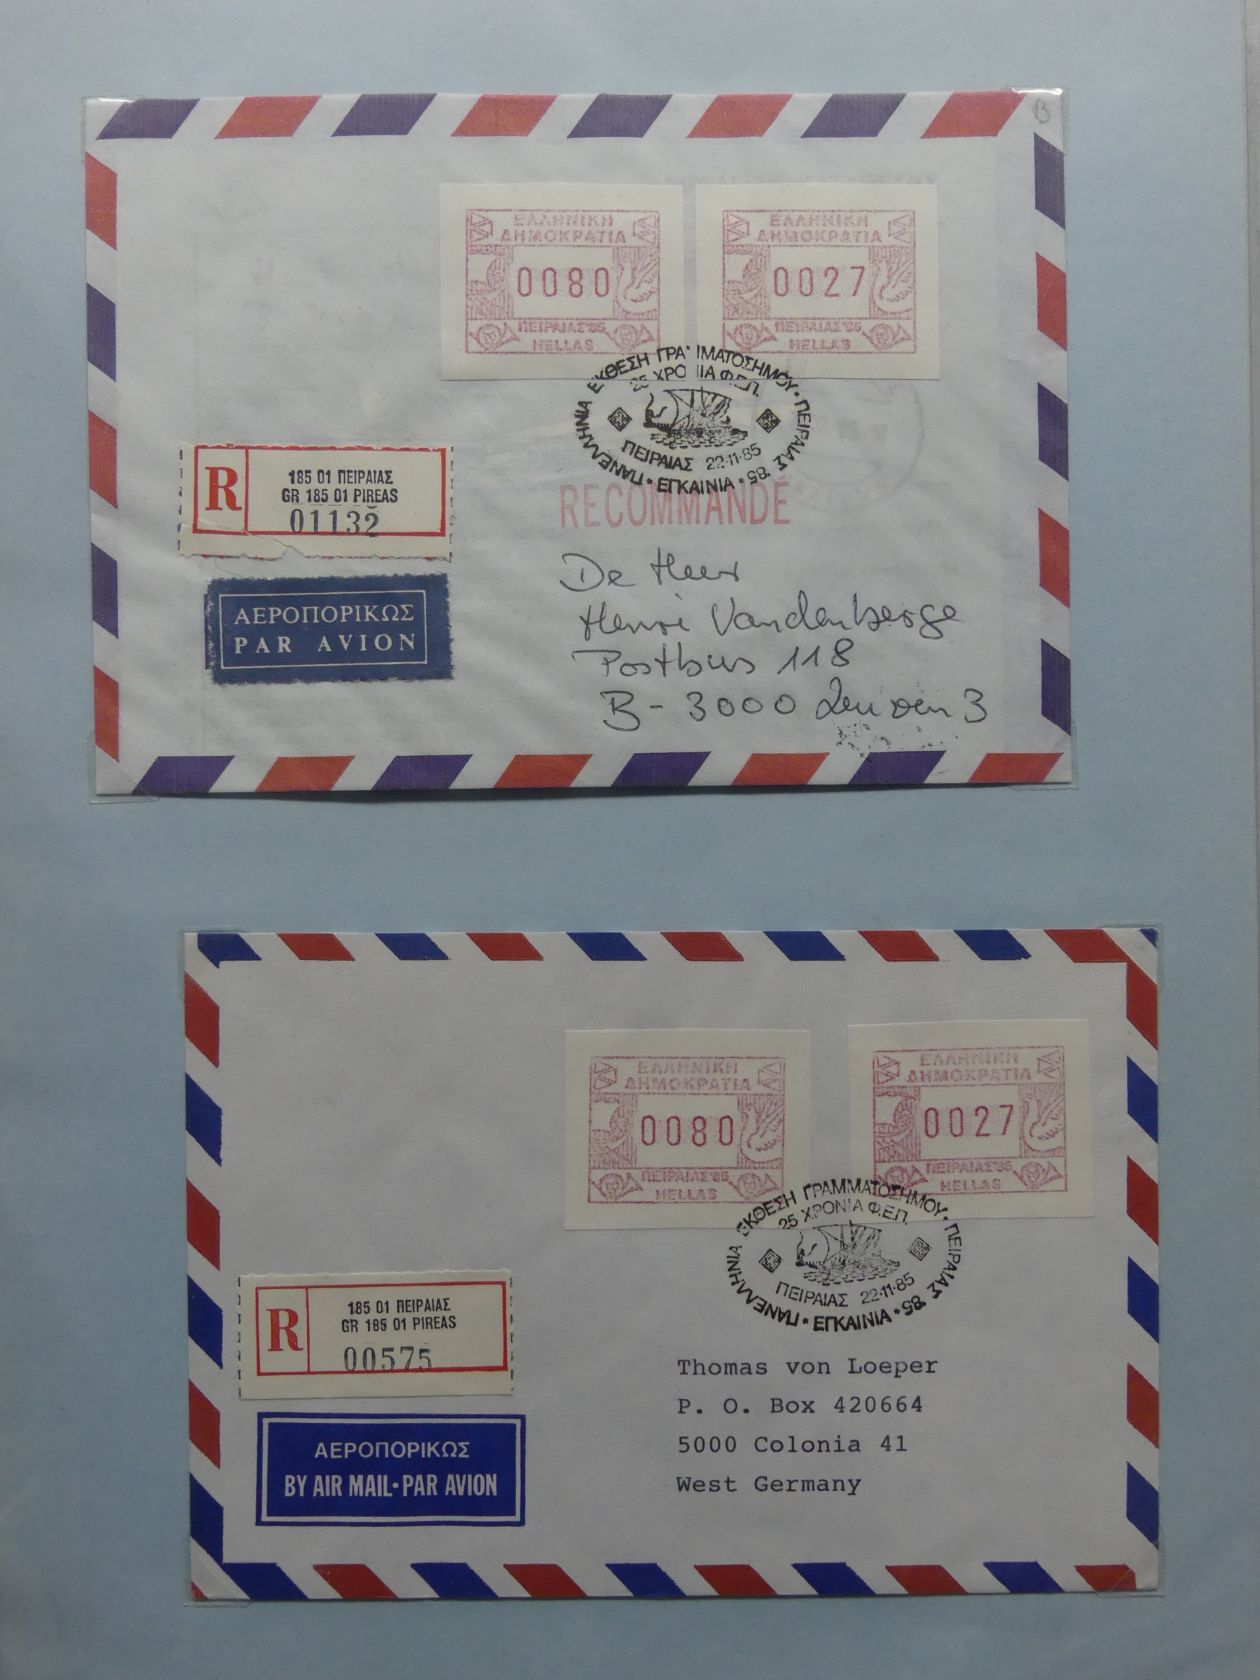 B
ΕΛΛΗΝΙΚΗ
ΔΗΜΟΚΡΑΤΙΑ
0080
ΠΕΙΡΑΙΑΣ'85
HELLAS
ΕΛΛΗΝΙΚΗ
ΔΗΜΟΚΡΑΤΙΑ
0027
ΠΕΙΡΑΙΑΣ'85
HELLAS
ΠΑΝΕΛΛΗΝΙΑ ΕΚΘΕΣΗ ΓΡΑΜΜΑΤΟΣΗΜΟΥ · ΠΕΙΡΑΙΑΣ '85
25 ΧΡΟΝΙΑ Φ.Ε.Π.
ΠΕΙΡΑΙΑΣ 22·11·85
* ΕΓΚΑΙΝΙΑ *
R
185 01 ΠΕΙΡΑΙΑΣ
GR 185 01 PIREAS
01132
RECOMMANDÉ
ΑΕΡΟΠΟΡΙΚΩΣ
PAR AVION
De Heer
Henri Vandenberge
Postbus 118
B - 3000 Leuven 3
ΕΛΛΗΝΙΚΗ
ΔΗΜΟΚΡΑΤΙΑ
0080
ΠΕΙΡΑΙΑΣ'85
HELLAS
ΕΛΛΗΝΙΚΗ
ΔΗΜΟΚΡΑΤΙΑ
0027
ΠΕΙΡΑΙΑΣ'85
HELLAS
ΠΑΝΕΛΛΗΝΙΑ ΕΚΘΕΣΗ ΓΡΑΜΜΑΤΟΣΗΜΟΥ · ΠΕΙΡΑΙΑΣ '85
25 ΧΡΟΝΙΑ Φ.Ε.Π.
ΠΕΙΡΑΙΑΣ 22·11·85
* ΕΓΚΑΙΝΙΑ *
R
185 01 ΠΕΙΡΑΙΑΣ
GR 185 01 PIREAS
00575
ΑΕΡΟΠΟΡΙΚΩΣ
BY AIR MAIL·PAR AVION
Thomas von Loeper
P. O. Box 420664
5000 Colonia 41
West Germany